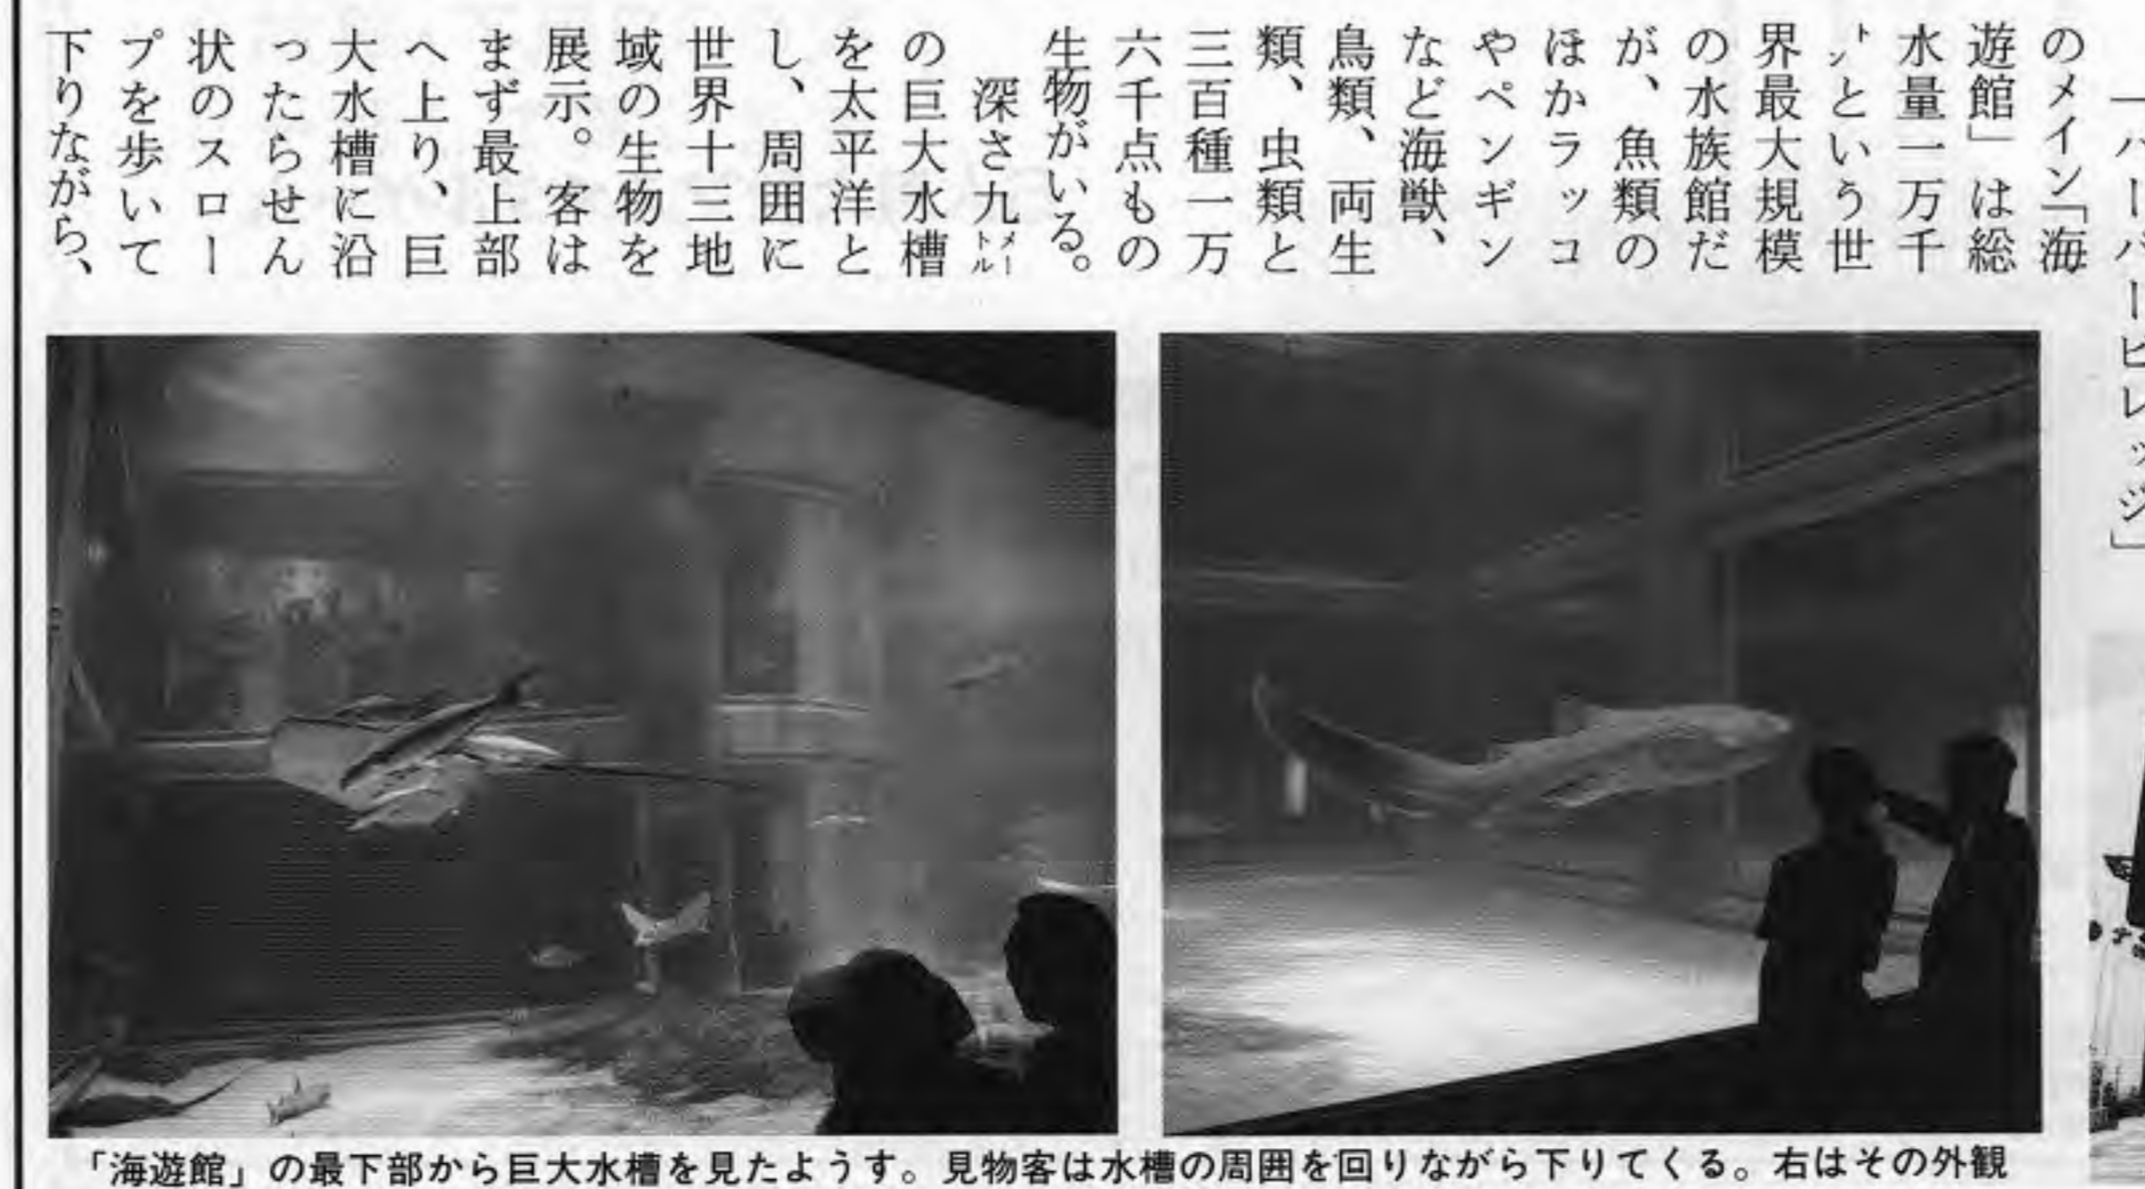 ハーバービレッジ」
のメイン「海
遊館」は総
水量一万千
トンという世
界最大規模
の水族館だ
が、魚類の
ほかラッコ
やペンギン
など海獣、
鳥類、両生
類、虫類と
三百種一万
六千点もの
生物がいる。
深さ九メートル
の巨大水槽
を太平洋と
し、周囲に
世界十三地
域の生物を
展示。客は
まず最上部
へ上り、巨
大水槽に沿
ったらせん
状のスロー
プを歩いて
下りながら、
「海遊館」の最下部から巨大水槽を見たようす。見物客は水槽の周囲を回りながら下りてくる。右はその外観